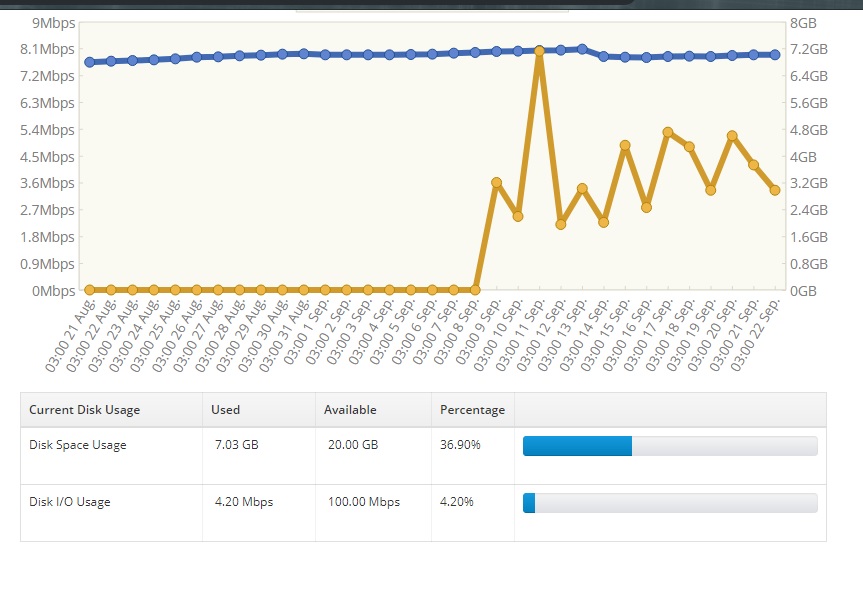 9Mbps
8.1Mbps
7.2Mbps
6.3Mbps
5.4Mbps
4.5Mbps
3.6Mbps
2.7Mbps
1.8Mbps
0.9Mbps
0Mbps
8GB
7.2GB
6.4GB
5.6GB
4.8GB
4GB
3.2GB
2.4GB
1.6GB
0.8GB
0GB
03:00 21 Aug.
03:00 22 Aug.
03:00 23 Aug.
03:00 24 Aug.
03:00 25 Aug.
03:00 26 Aug.
03:00 27 Aug.
03:00 28 Aug.
03:00 29 Aug.
03:00 30 Aug.
03:00 31 Aug.
03:00 1 Sep.
03:00 2 Sep.
03:00 3 Sep.
03:00 4 Sep.
03:00 5 Sep.
03:00 6 Sep.
03:00 7 Sep.
03:00 8 Sep.
03:00 9 Sep.
03:00 10 Sep.
03:00 11 Sep.
03:00 12 Sep.
03:00 13 Sep.
03:00 14 Sep.
03:00 15 Sep.
03:00 16 Sep.
03:00 17 Sep.
03:00 18 Sep.
03:00 19 Sep.
03:00 20 Sep.
03:00 21 Sep.
03:00 22 Sep.
Current Disk Usage Used Available Percentage
Disk Space Usage 7.03 GB 20.00 GB 36.90%
Disk I/O Usage 4.20 Mbps 100.00 Mbps 4.20%